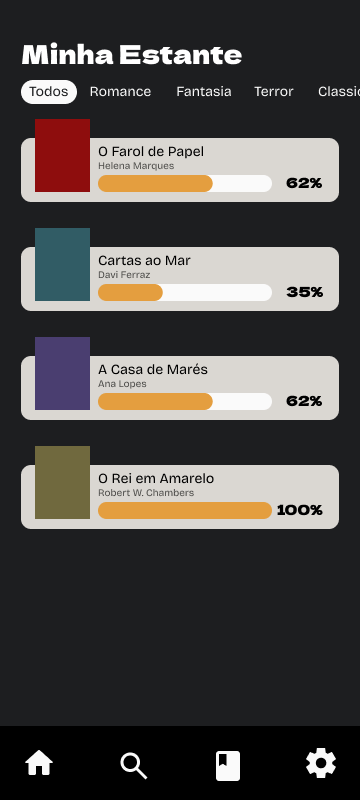 Minha Estante
Todos Romance Fantasia Terror Classic
O Farol de Papel
Helena Marques
62%
Cartas ao Mar
Davi Ferraz
35%
A Casa de Marés
Ana Lopes
62%
O Rei em Amarelo
Robert W. Chambers
100%